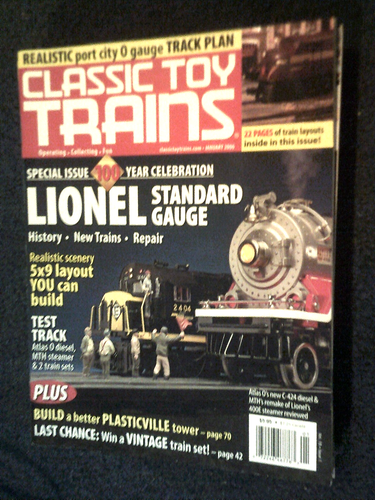 REALISTIC port city O gauge TRACK PLAN
CLASSIC TOY
TRAINS
Operating • Collecting • Fun
classictoytrains.com • JANUARY 2006
22 PAGES of train layouts
inside in this issue!
SPECIAL ISSUE 100 YEAR CELEBRATION
LIONEL STANDARD
GAUGE
History • New Trains • Repair
Realistic scenery
5x9 layout
YOU can
build
2404
TEST
TRACK
Atlas O diesel,
MTH steamer
& 2 train sets
PLUS
Atlas O's new C-424 diesel &
MTH's remake of Lionel's
400E steamer reviewed
BUILD a better PLASTICVILLE tower – page 70
LAST CHANCE: Win a VINTAGE train set! – page 42